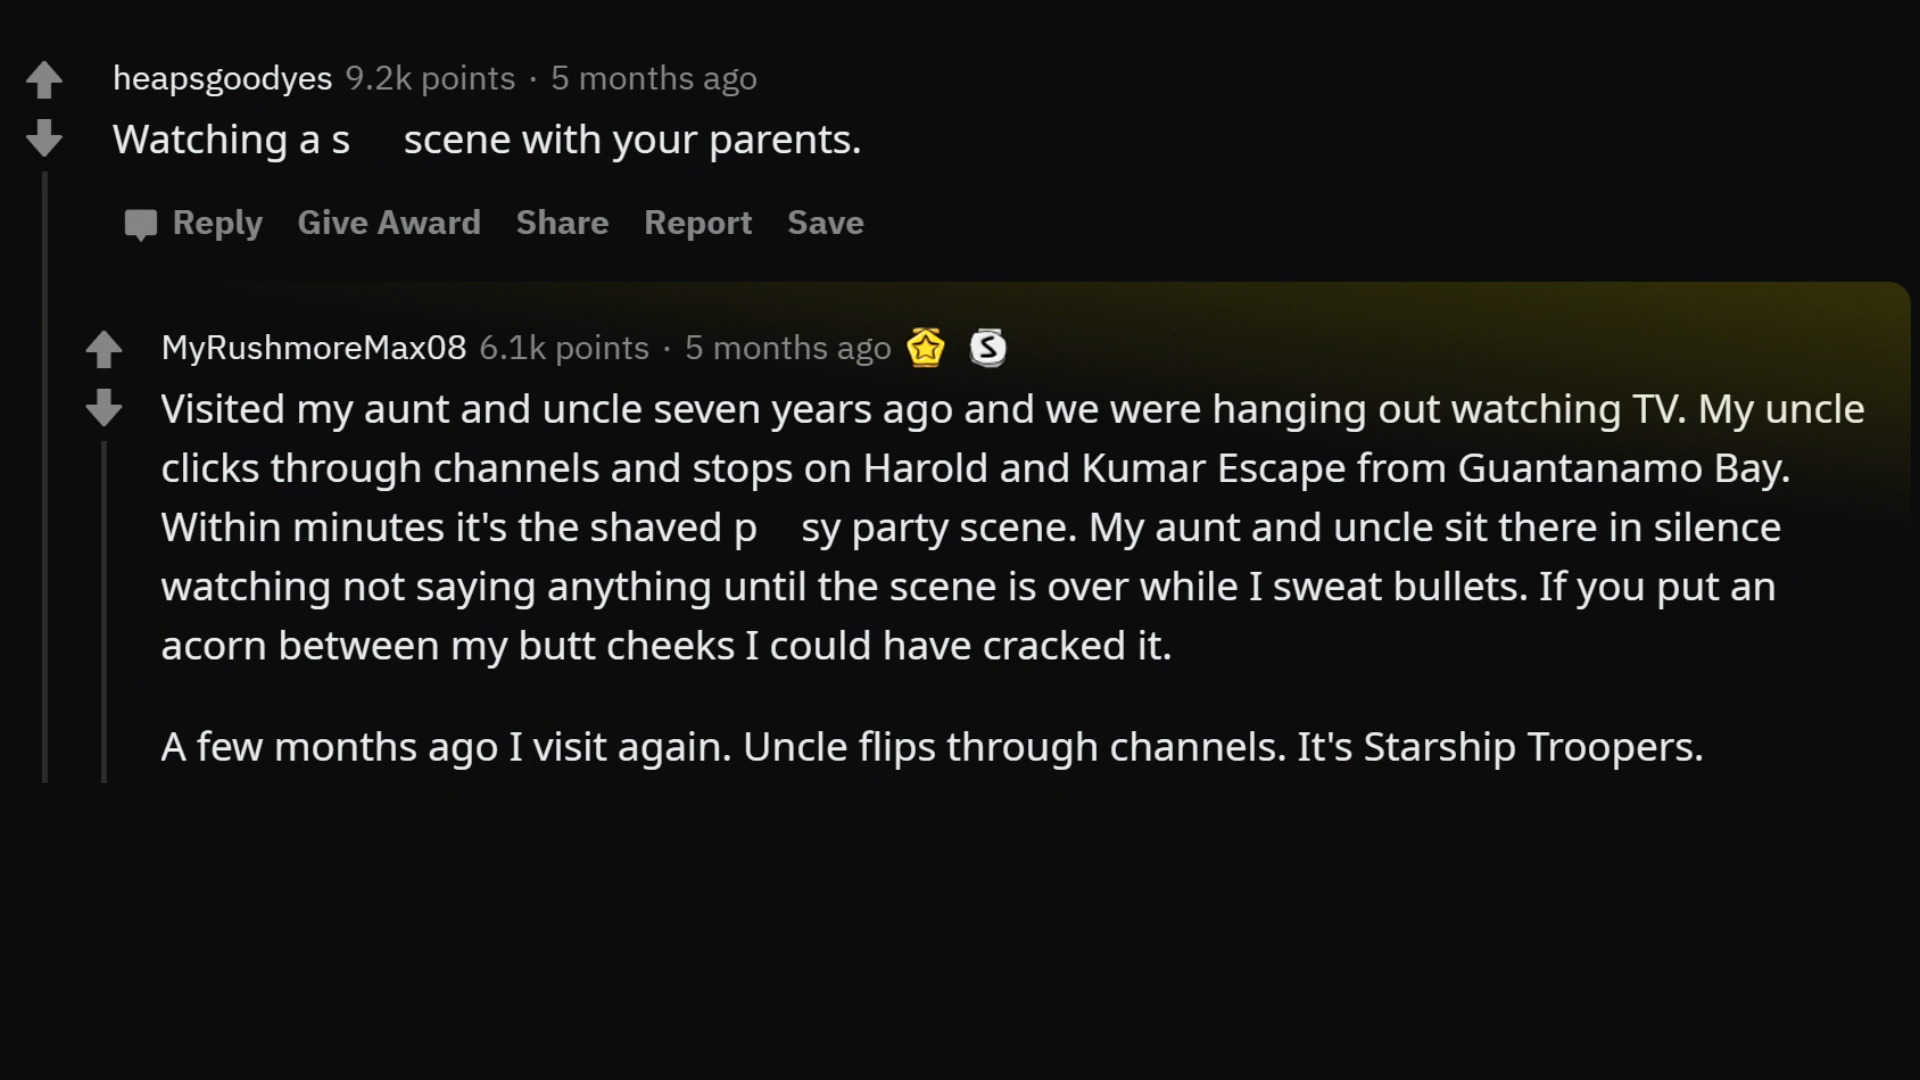 heapsgoodyes 9.2k points · 5 months ago
Watching a s scene with your parents.
Reply Give Award Share Report Save
MyRushmoreMax08 6.1k points · 5 months ago
Visited my aunt and uncle seven years ago and we were hanging out watching TV. My uncle
clicks through channels and stops on Harold and Kumar Escape from Guantanamo Bay.
Within minutes it's the shaved p sy party scene. My aunt and uncle sit there in silence
watching not saying anything until the scene is over while I sweat bullets. If you put an
acorn between my butt cheeks I could have cracked it.
A few months ago I visit again. Uncle flips through channels. It's Starship Troopers.